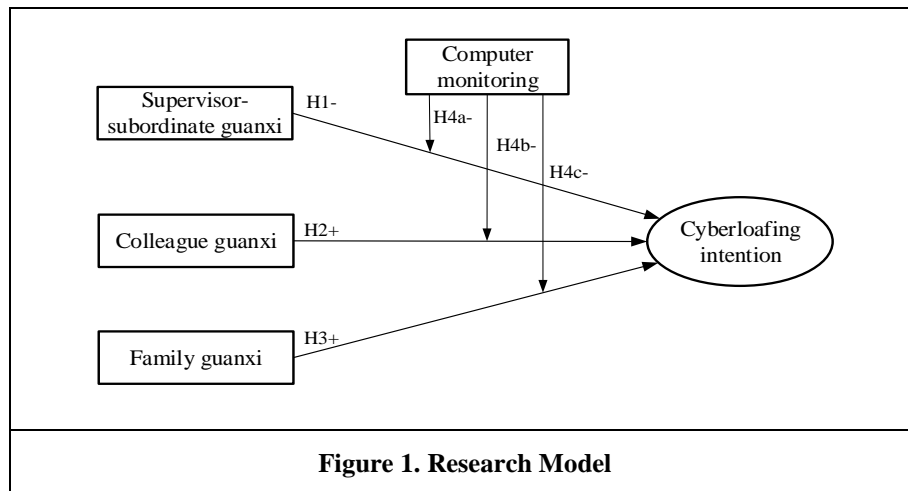 Computer
monitoring
Supervisor-
subordinate guanxi
H1-
H4a-
H4b-
H4c-
Colleague guanxi
H2+
Cyberloafing
intention
Family guanxi
H3+
Figure 1. Research Model